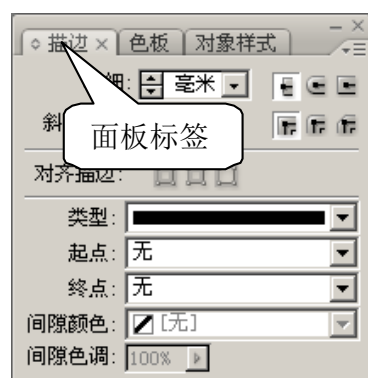 描边 × 色板 对象样式
细: 毫米
斜
面板标签
对齐描边:
类型:
起点: 无
终点: 无
间隙颜色: [无]
间隙色调: 100%